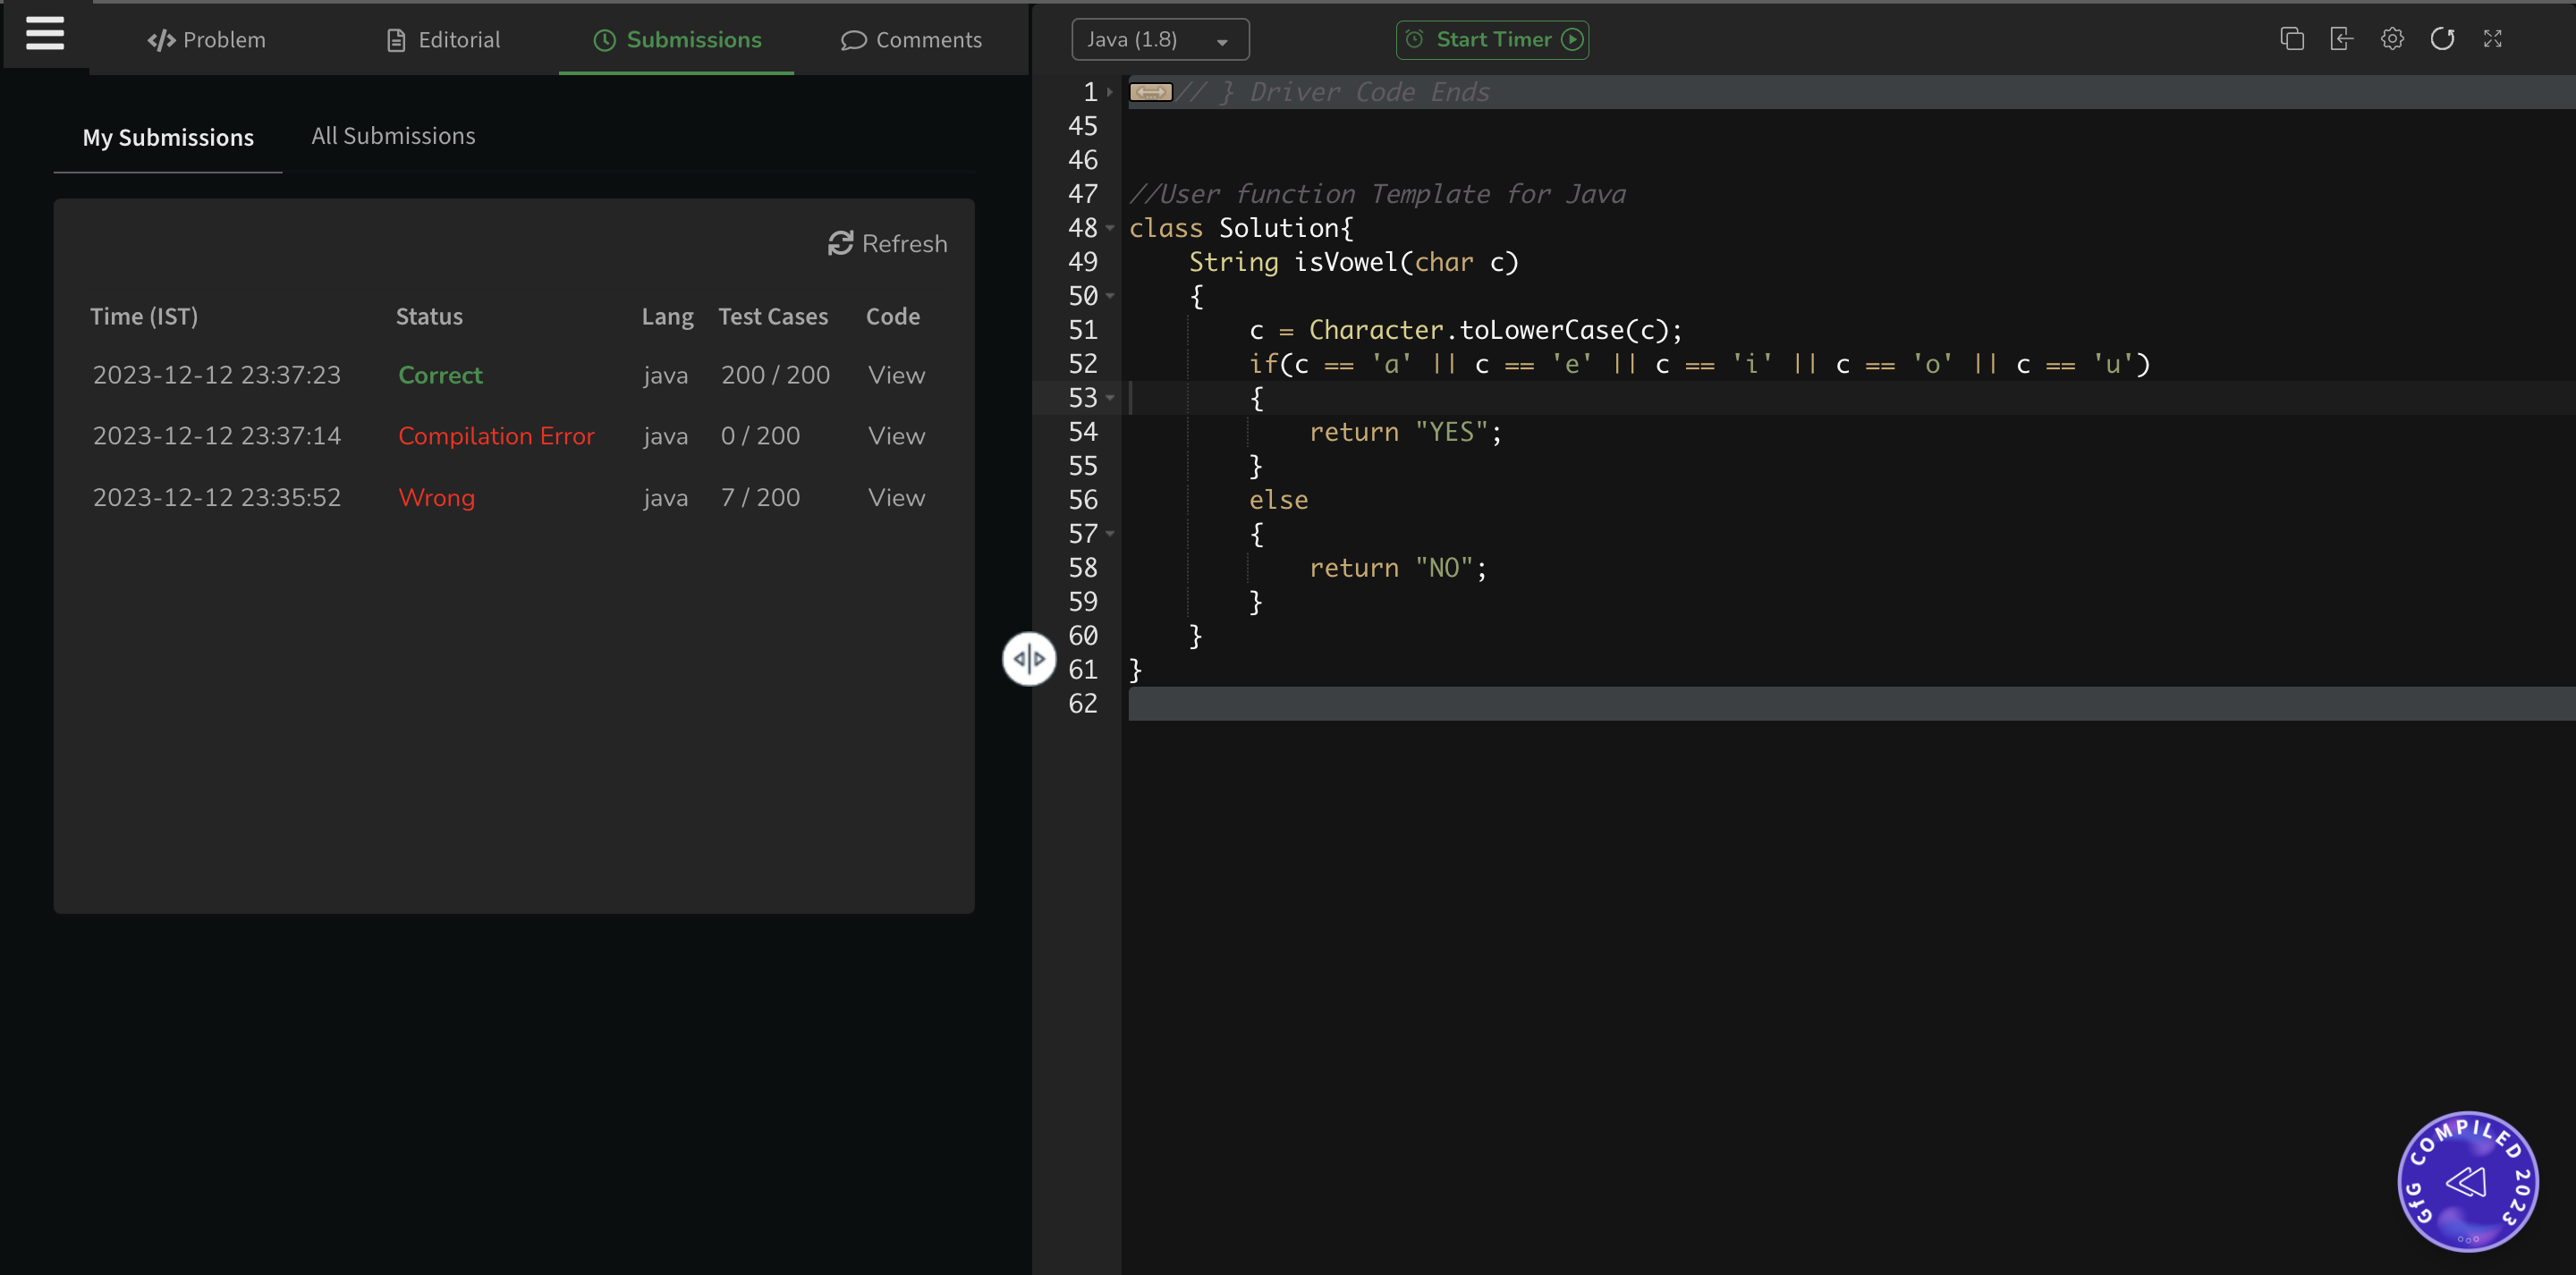 Problem Editorial Submissions Comments
My Submissions All Submissions
Refresh
Time (IST) Status Lang Test Cases Code
2023-12-12 23:37:23 Correct java 200 / 200 View
2023-12-12 23:37:14 Compilation Error java 0 / 200 View
2023-12-12 23:35:52 Wrong java 7 / 200 View
Java (1.8) Start Timer
1 // } Driver Code Ends
45
46
47 //User function Template for Java
48 class Solution{
49     String isVowel(char c)
50     {
51         c = Character.toLowerCase(c);
52         if(c == 'a' || c == 'e' || c == 'i' || c == 'o' || c == 'u')
53         {
54             return "YES";
55         }
56         else
57         {
58             return "NO";
59         }
60     }
61 }
62
GfG COMPILED 2023